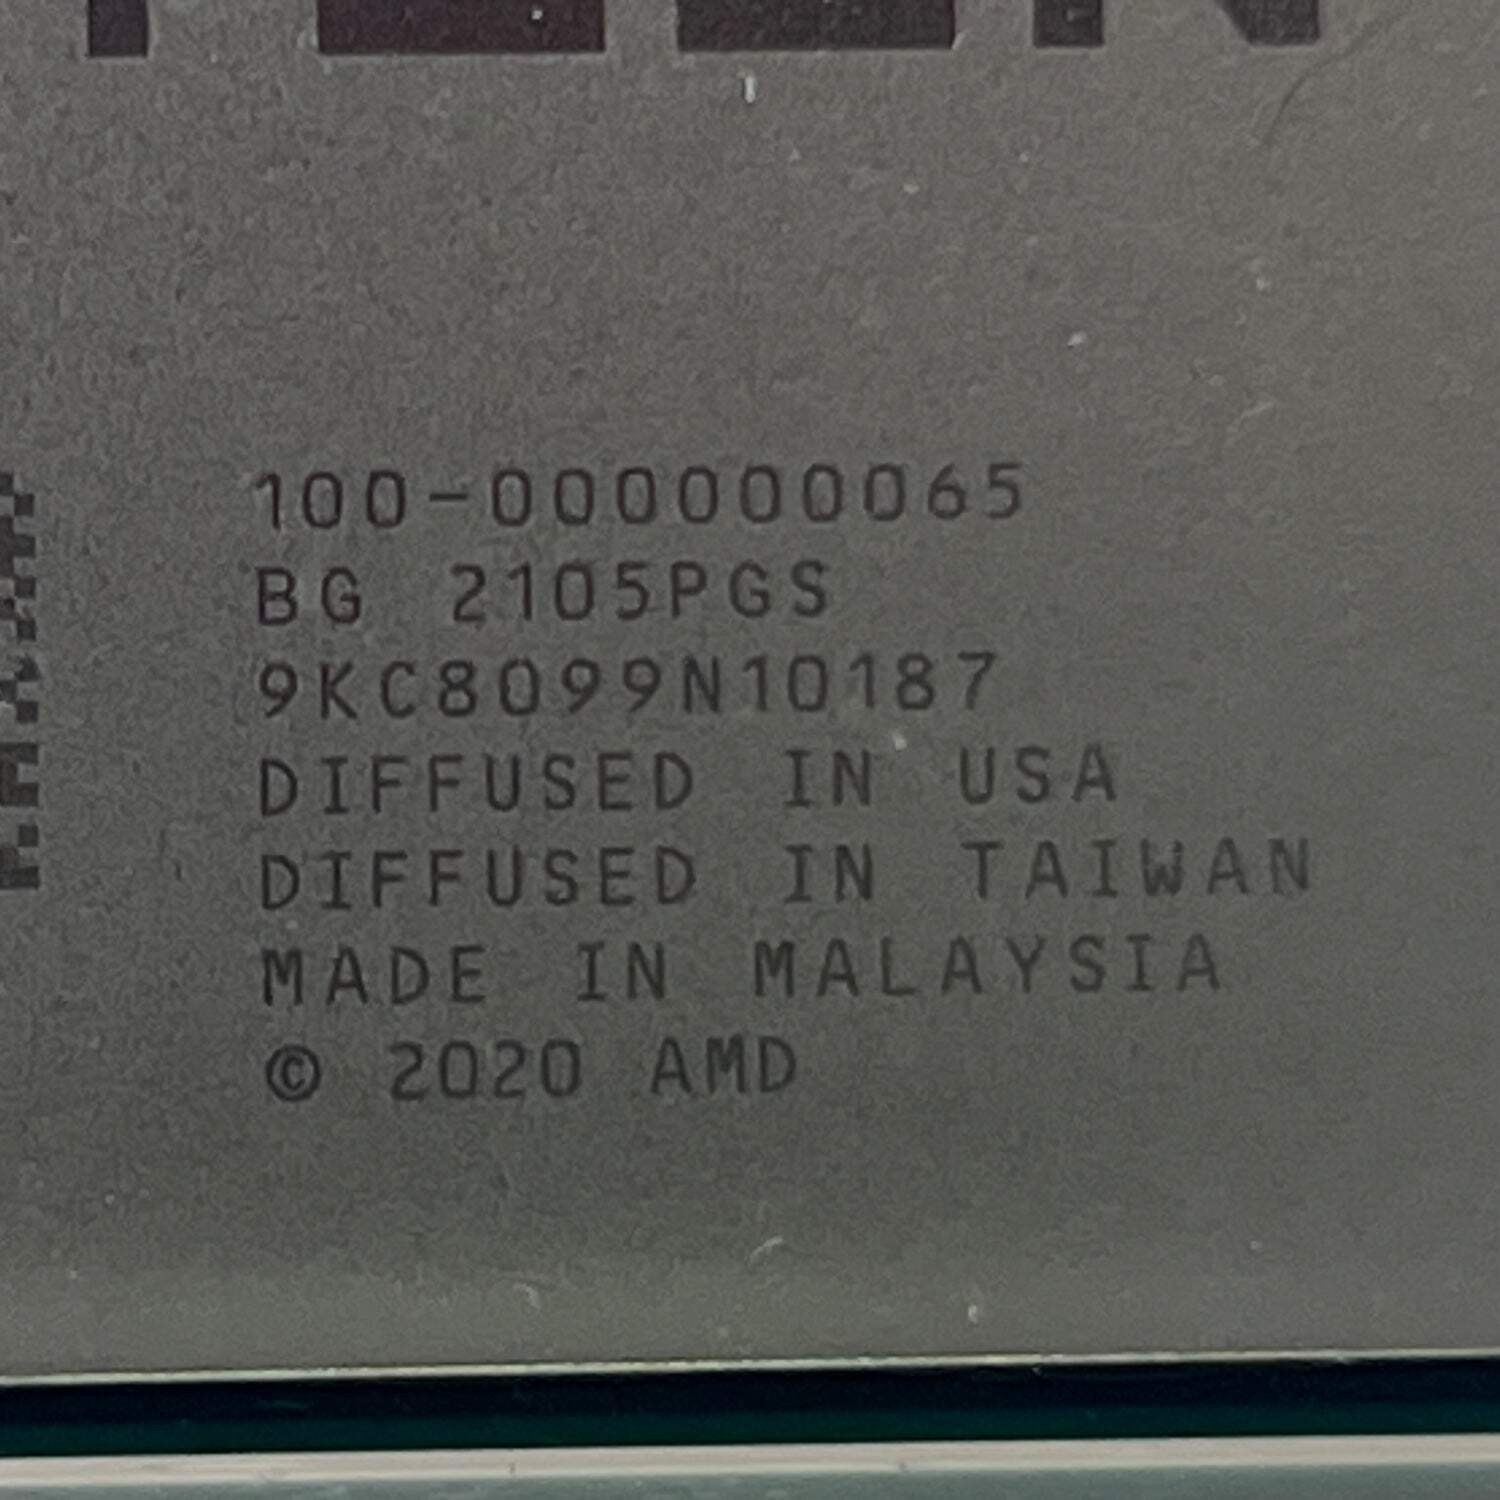 100-000000065
BG 2105PGS
9KC8099N10187
DIFFUSED IN USA
DIFFUSED IN TAIWAN
MADE IN MALAYSIA
© 2020 AMD